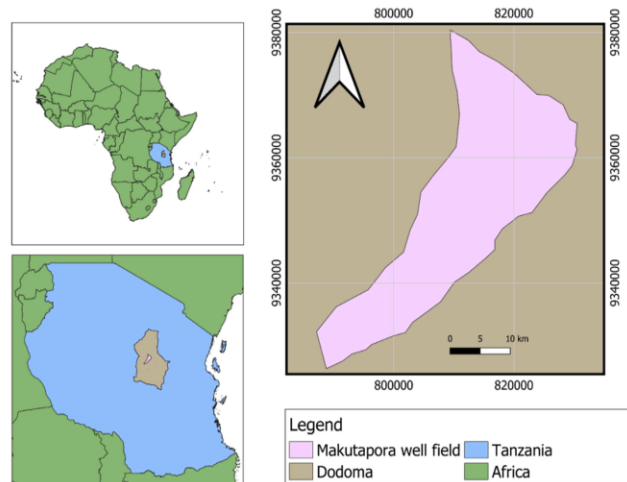 800000 820000
9380000 9380000
9360000 9360000
9340000 9340000
0 5 10 km
800000 820000
Legend
Makutapora well field Tanzania
Dodoma Africa